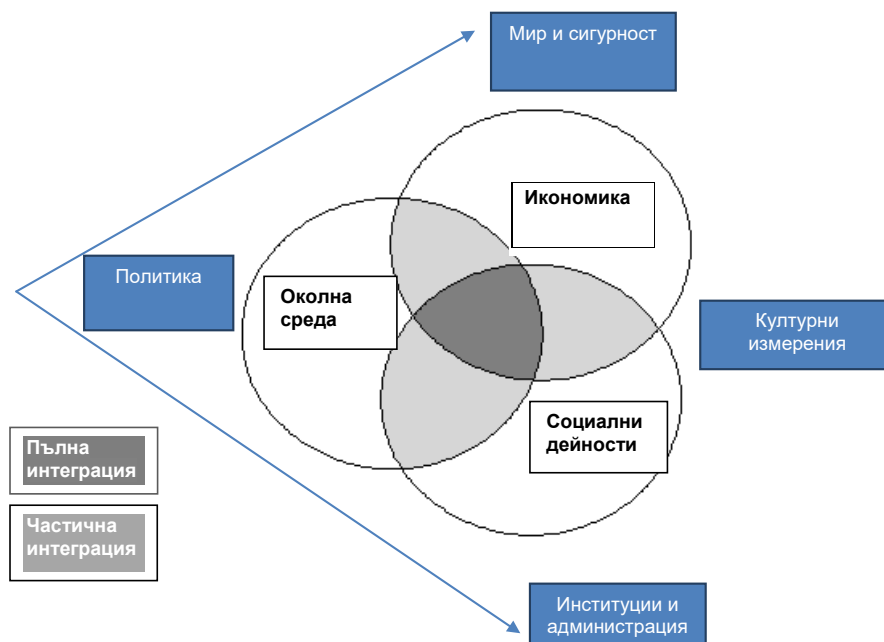 Мир и сигурност
Икономика
Политика
Околна
среда
Културни
измерения
Социални
дейности
Пълна
интеграция
Частична
интеграция
Институции и
администрация